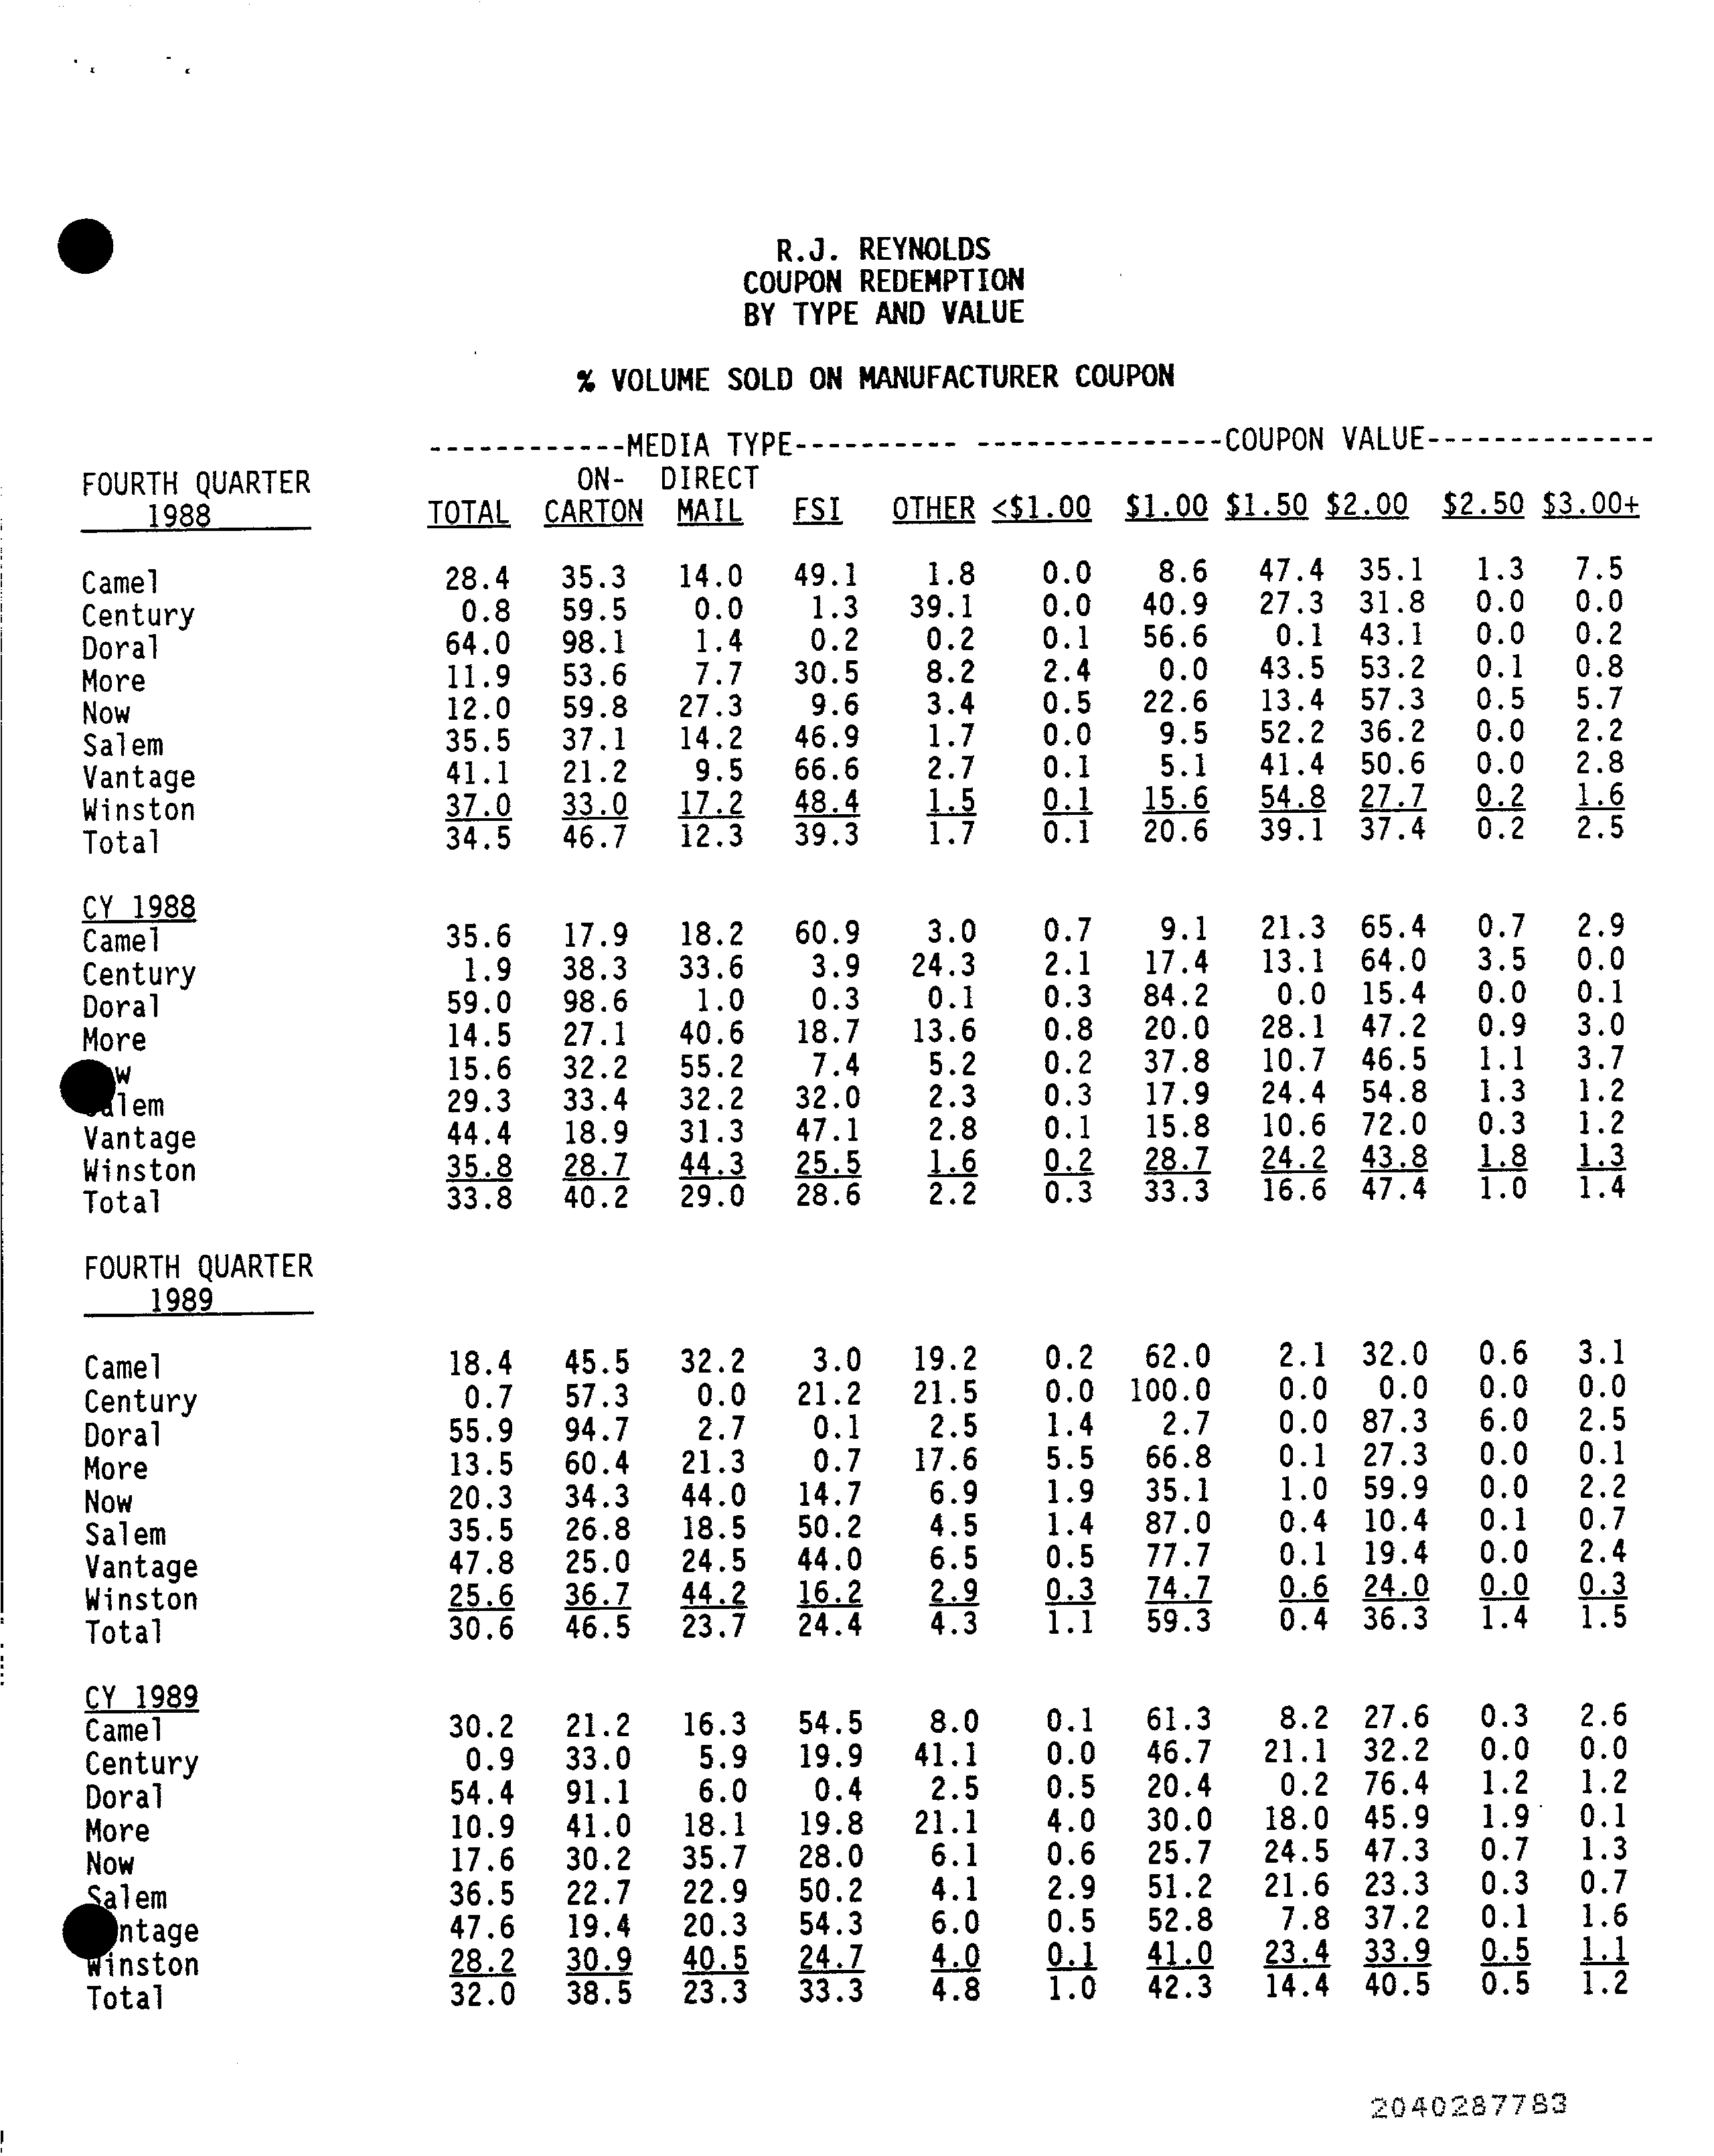 R.J. REYNOLDS
COUPON REDEMPTION
BY TYPE AND VALUE
% VOLUME SOLD ON MANUFACTURER COUPON
------------MEDIA TYPE---------- ---------------COUPON VALUE--------------
FOURTH QUARTER ON- DIRECT
1988 TOTAL CARTON MAIL FSI OTHER <$1.00 $1.00 $1.50 $2.00 $2.50 $3.00+
Camel 28.4 35.3 14.0 49.1 1.8 0.0 8.6 47.4 35.1 1.3 7.5
Century 0.8 59.5 0.0 1.3 39.1 0.0 40.9 27.3 31.8 0.0 0.0
Doral 64.0 98.1 1.4 0.2 0.2 0.1 56.6 0.1 43.1 0.0 0.2
More 11.9 53.6 7.7 30.5 8.2 2.4 0.0 43.5 53.2 0.1 0.8
Now 12.0 59.8 27.3 9.6 3.4 0.5 22.6 13.4 57.3 0.5 5.7
Salem 35.5 37.1 14.2 46.9 1.7 0.0 9.5 52.2 36.2 0.0 2.2
Vantage 41.1 21.2 9.5 66.6 2.7 0.1 5.1 41.4 50.6 0.0 2.8
Winston 37.0 33.0 17.2 48.4 1.5 0.1 15.6 54.8 27.7 0.2 1.6
Total 34.5 46.7 12.3 39.3 1.7 0.1 20.6 39.1 37.4 0.2 2.5
CY 1988
Camel 35.6 17.9 18.2 60.9 3.0 0.7 9.1 21.3 65.4 0.7 2.9
Century 1.9 38.3 33.6 3.9 24.3 2.1 17.4 13.1 64.0 3.5 0.0
Doral 59.0 98.6 1.0 0.3 0.1 0.3 84.2 0.0 15.4 0.0 0.1
More 14.5 27.1 40.6 18.7 13.6 0.8 20.0 28.1 47.2 0.9 3.0
w 15.6 32.2 55.2 7.4 5.2 0.2 37.8 10.7 46.5 1.1 3.7
alem 29.3 33.4 32.2 32.0 2.3 0.3 17.9 24.4 54.8 1.3 1.2
Vantage 44.4 18.9 31.3 47.1 2.8 0.1 15.8 10.6 72.0 0.3 1.2
Winston 35.8 28.7 44.3 25.5 1.6 0.2 28.7 24.2 43.8 1.8 1.3
Total 33.8 40.2 29.0 28.6 2.2 0.3 33.3 16.6 47.4 1.0 1.4
FOURTH QUARTER
1989
Camel 18.4 45.5 32.2 3.0 19.2 0.2 62.0 2.1 32.0 0.6 3.1
Century 0.7 57.3 0.0 21.2 21.5 0.0 100.0 0.0 0.0 0.0 0.0
Doral 55.9 94.7 2.7 0.1 2.5 1.4 2.7 0.0 87.3 6.0 2.5
More 13.5 60.4 21.3 0.7 17.6 5.5 66.8 0.1 27.3 0.0 0.1
Now 20.3 34.3 44.0 14.7 6.9 1.9 35.1 1.0 59.9 0.0 2.2
Salem 35.5 26.8 18.5 50.2 4.5 1.4 87.0 0.4 10.4 0.1 0.7
Vantage 47.8 25.0 24.5 44.0 6.5 0.5 77.7 0.1 19.4 0.0 2.4
Winston 25.6 36.7 44.2 16.2 2.9 0.3 74.7 0.6 24.0 0.0 0.3
Total 30.6 46.5 23.7 24.4 4.3 1.1 59.3 0.4 36.3 1.4 1.5
CY 1989
Camel 30.2 21.2 16.3 54.5 8.0 0.1 61.3 8.2 27.6 0.3 2.6
Century 0.9 33.0 5.9 19.9 41.1 0.0 46.7 21.1 32.2 0.0 0.0
Doral 54.4 91.1 6.0 0.4 2.5 0.5 20.4 0.2 76.4 1.2 1.2
More 10.9 41.0 18.1 19.8 21.1 4.0 30.0 18.0 45.9 1.9 0.1
Now 17.6 30.2 35.7 28.0 6.1 0.6 25.7 24.5 47.3 0.7 1.3
Salem 36.5 22.7 22.9 50.2 4.1 2.9 51.2 21.6 23.3 0.3 0.7
ntage 47.6 19.4 20.3 54.3 6.0 0.5 52.8 7.8 37.2 0.1 1.6
Winston 28.2 30.9 40.5 24.7 4.0 0.1 41.0 23.4 33.9 0.5 1.1
Total 32.0 38.5 23.3 33.3 4.8 1.0 42.3 14.4 40.5 0.5 1.2
2040287783